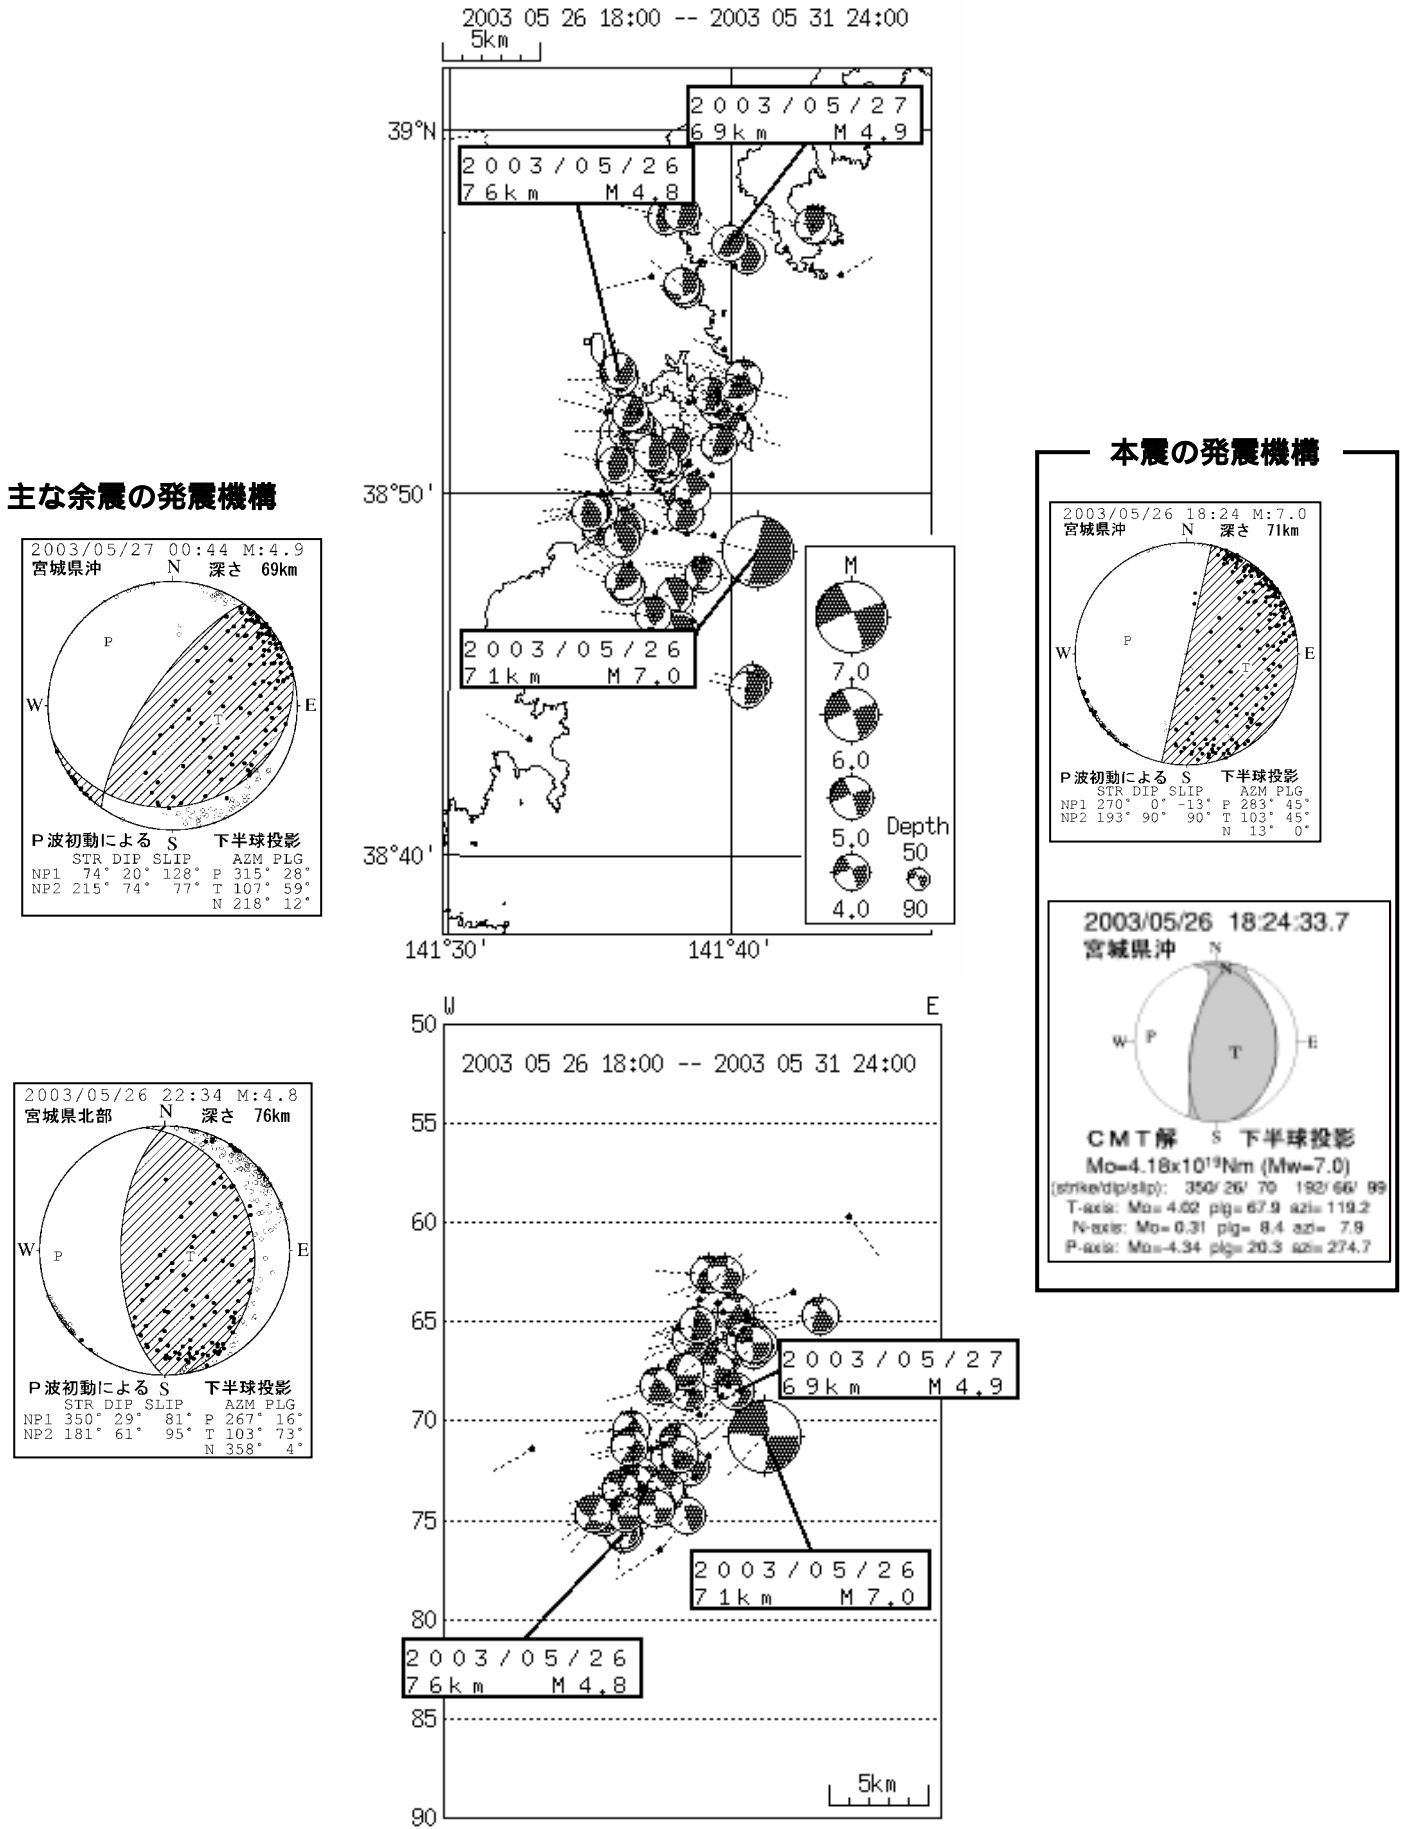 2003 05 26 18:00 -- 2003 05 31 24:00
5km
39°N
2003/05/27
69km M 4.9
2003/05/26
76km M 4.8
38°50'
2003/05/26
71km M 7.0
M
7.0
6.0
5.0
4.0
Depth
50
90
38°40'
141°30' 141°40'
主な余震の発震機構
2003/05/27 00:44 M:4.9
宮城県沖 N 深さ 69km
P
W T E
P波初動による S 下半球投影
STR DIP SLIP AZM PLG
NP1 74° 20° 128° P 315° 28°
NP2 215° 74° 77° T 107° 59°
N 218° 12°
2003/05/26 22:34 M:4.8
宮城県北部 N 深さ 76km
W P T E
P波初動による S 下半球投影
STR DIP SLIP AZM PLG
NP1 350° 29° 81° P 267° 16°
NP2 181° 61° 95° T 103° 73°
N 358° 4°
本震の発震機構
2003/05/26 18:24 M:7.0
宮城県沖 N 深さ 71km
P
W T E
P波初動による S 下半球投影
STR DIP SLIP AZM PLG
NP1 270° 0° -13° P 283° 45°
NP2 193° 90° 90° T 103° 45°
N 13° 0°
2003/05/26 18:24:33.7
宮城県沖 N
N
W P T E
CMT解 S 下半球投影
Mo=4.18x10¹⁹Nm (Mw=7.0)
(strike/dip/slip): 350/ 26/ 70 192/ 66/ 99
T-axis: Mo= 4.02 plg= 67.9 azi= 119.2
N-axis: Mo= 0.31 plg= 8.4 azi= 7.9
P-axis: Mo=-4.34 plg= 20.3 azi= 274.7
W E
50
2003 05 26 18:00 -- 2003 05 31 24:00
55
60
65
2003/05/27
69km M 4.9
70
75
2003/05/26
71km M 7.0
80
2003/05/26
76km M 4.8
85
5km
90